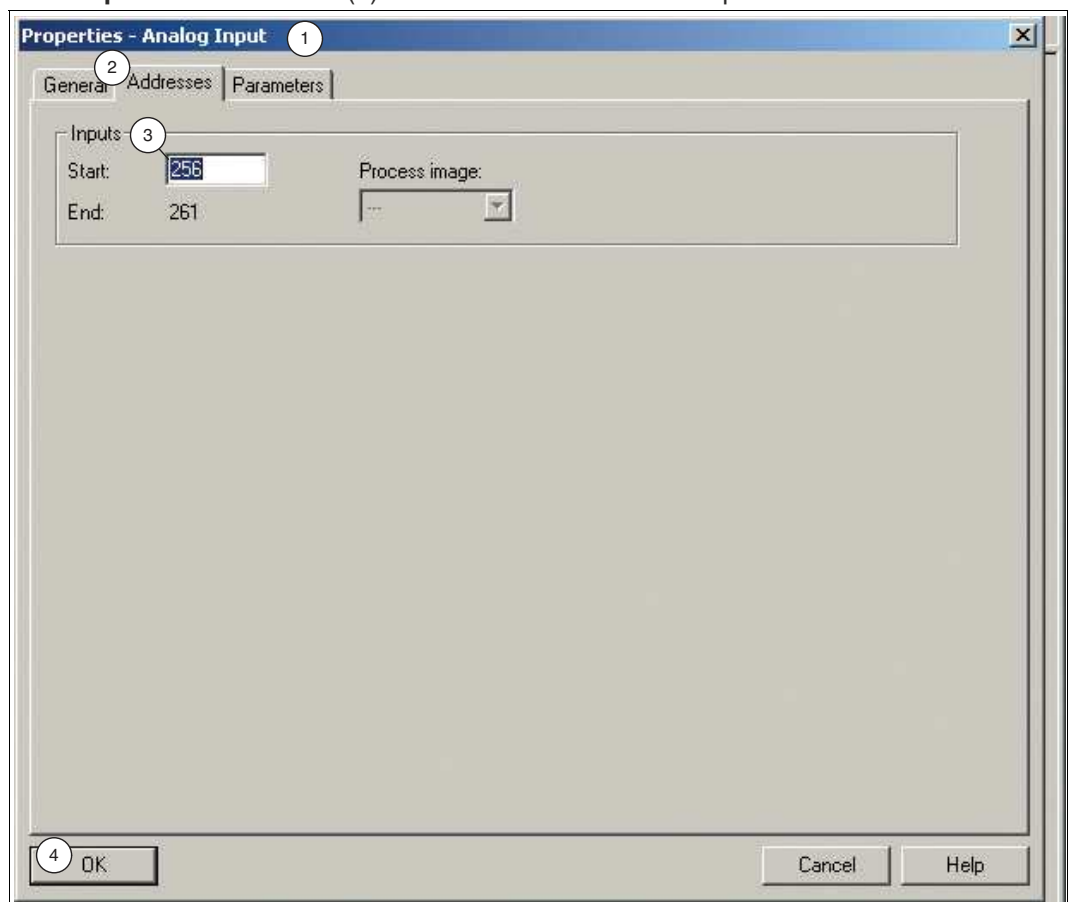 Properties - Analog Input 1
2
General Addresses Parameters
Inputs 3
Start: 256 Process image:
End: 261 ---
4 OK Cancel Help